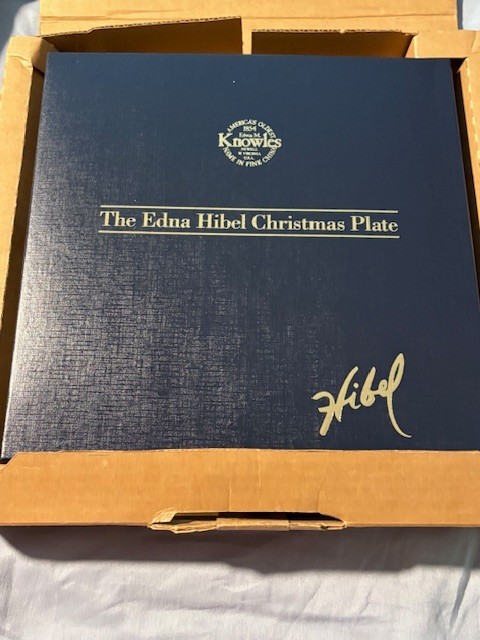 AMERICA'S OLDEST
1854
Edwin M.
Knowles
NEWELL
W. VIRGINIA
U.S.A.
NAME IN FINE CHINA
The Edna Hibel Christmas Plate
Hibel